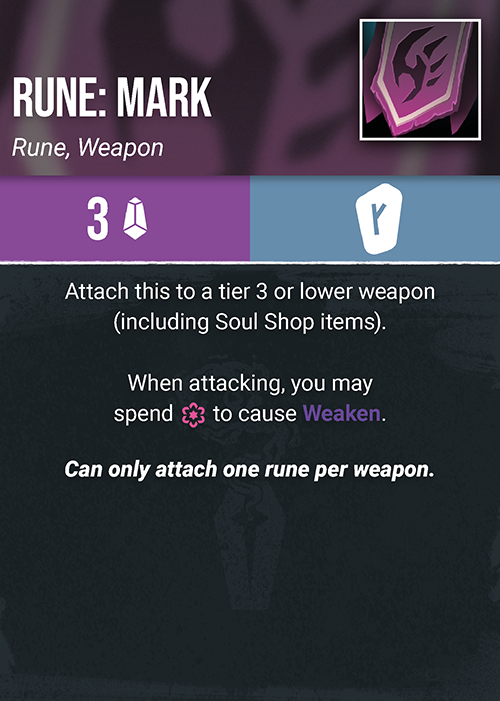 RUNE: MARK
Rune, Weapon
3
Attach this to a tier 3 or lower weapon
(including Soul Shop items).
When attacking, you may
spend to cause Weaken.
Can only attach one rune per weapon.